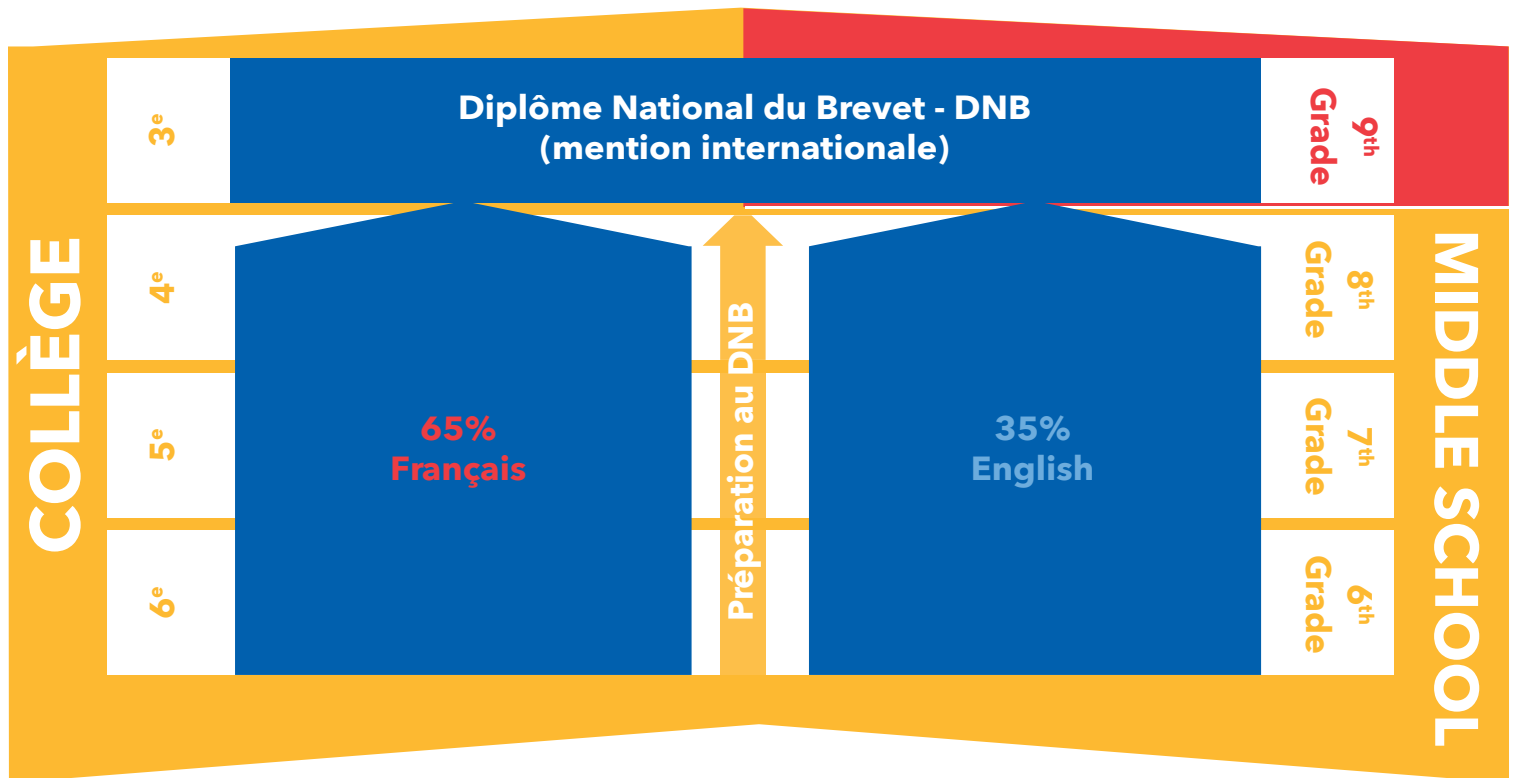 COLLÈGE
3e
Diplôme National du Brevet - DNB
(mention internationale)
9th
Grade
4e
8th
Grade
5e
65%
Français
Préparation au DNB
35%
English
7th
Grade
6e
6th
Grade
MIDDLE SCHOOL